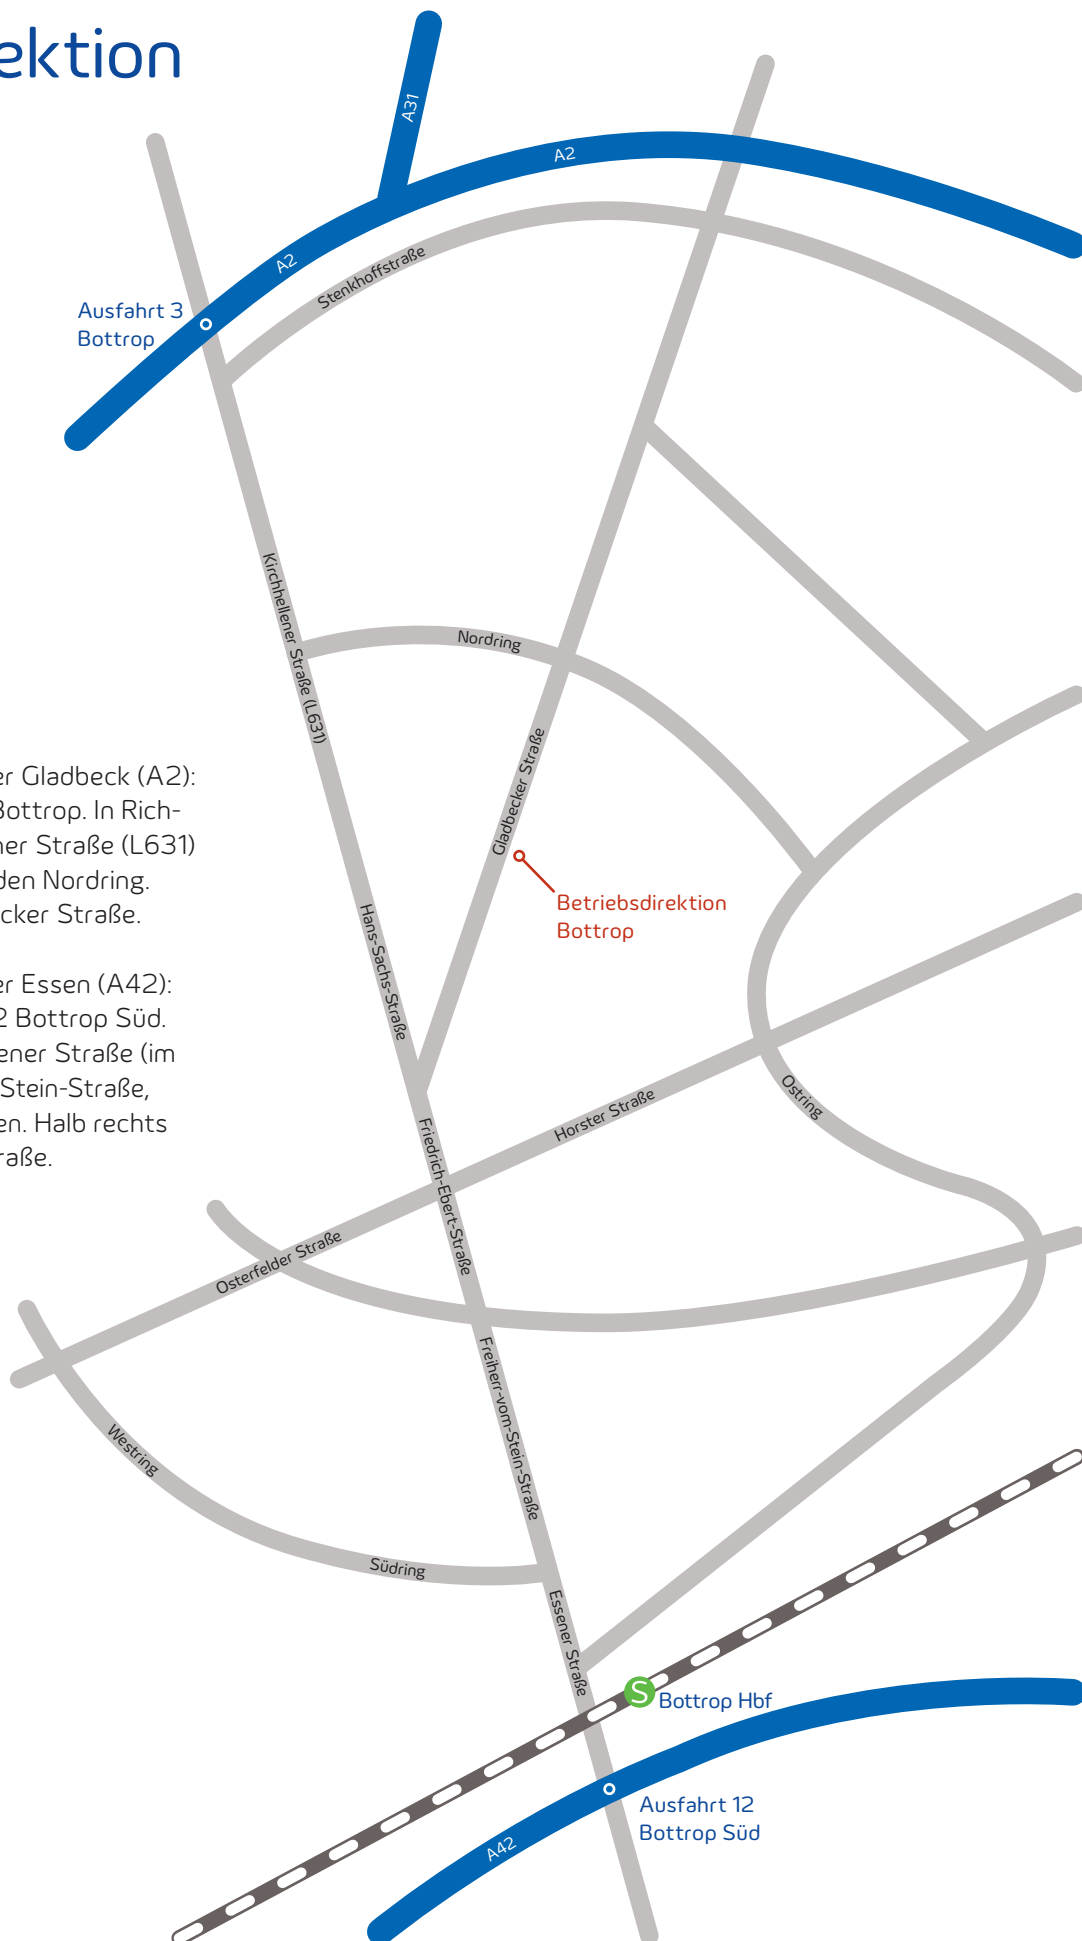 ektion
A31
A2
A2
Stenkhoffstraße
Ausfahrt 3
Bottrop
Kirchhellener Straße (L631)
Nordring
Gladbecker Straße
er Gladbeck (A2):
Bottrop. In Rich-
ner Straße (L631)
den Nordring.
cker Straße.
Betriebsdirektion
Bottrop
Hans-Sachs-Straße
er Essen (A42):
2 Bottrop Süd.
ener Straße (im
Stein-Straße,
en. Halb rechts
raße.
Ostring
Horster Straße
Friedrich-Ebert-Straße
Osterfelder Straße
Freiherr-vom-Stein-Straße
Westring
Südring
Essener Straße
S
Bottrop Hbf
Ausfahrt 12
Bottrop Süd
A42